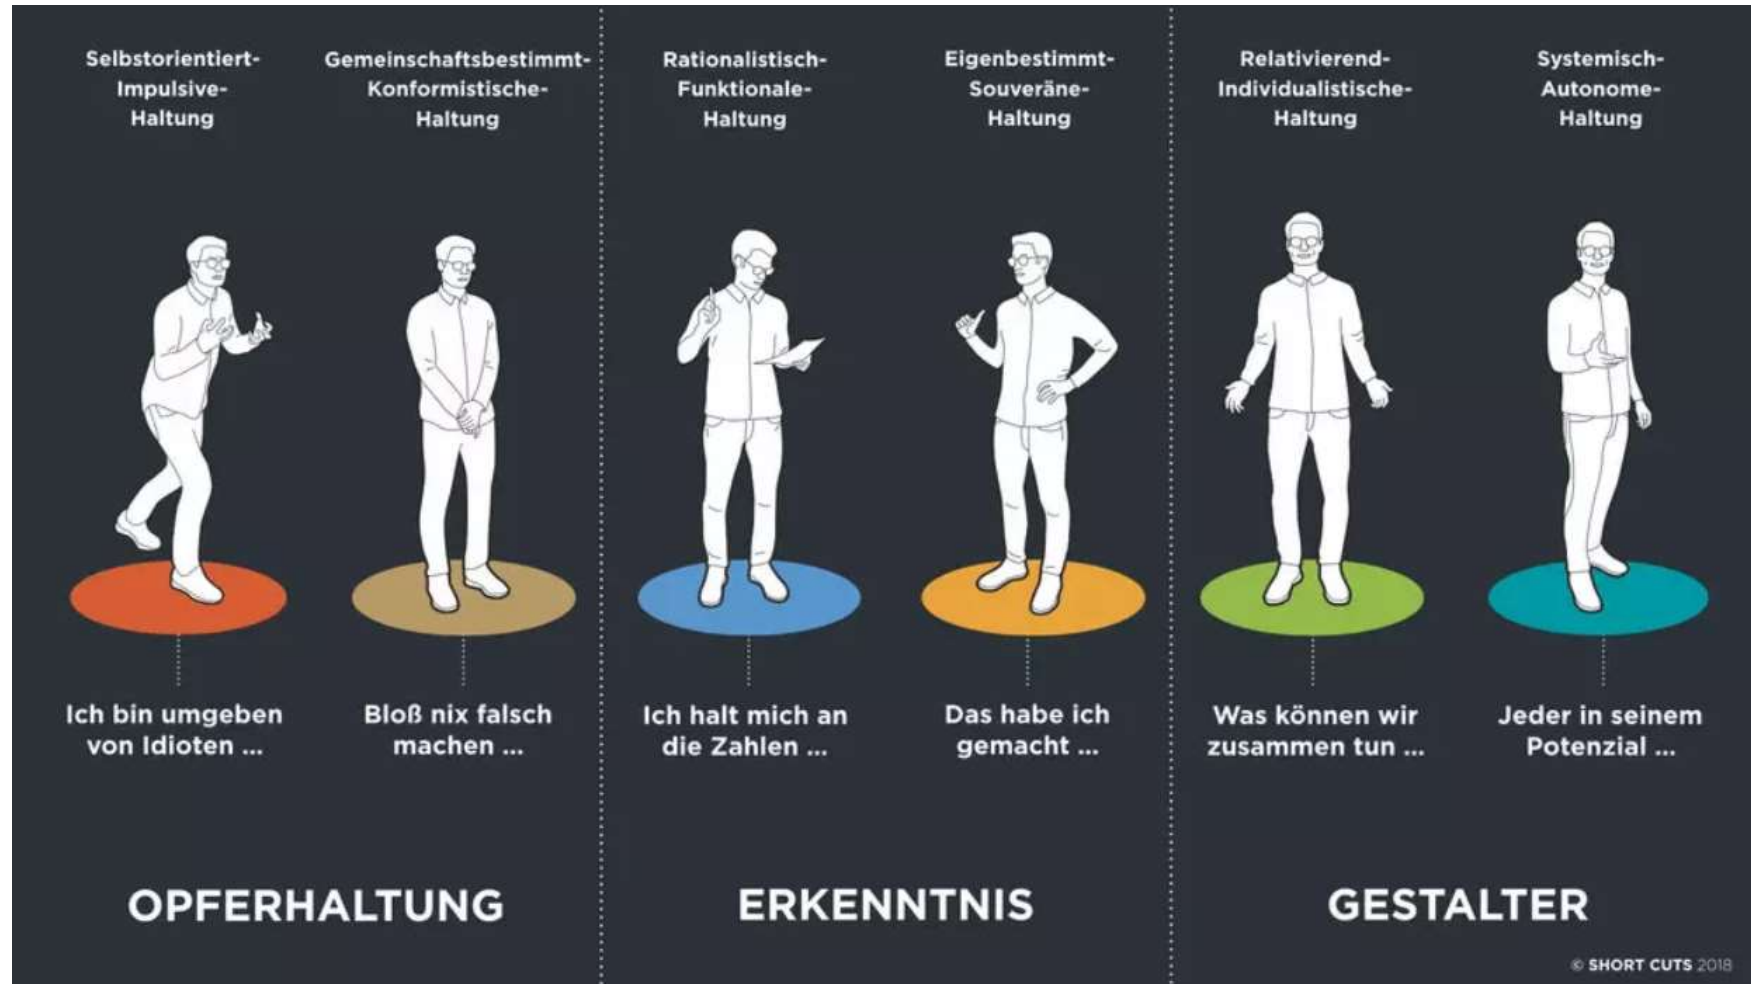 Selbstorientiert-
Impulsive-
Haltung
Gemeinschaftsbestimmt-
Konformistische-
Haltung
Rationalistisch-
Funktionale-
Haltung
Eigenbestimmt-
Souveräne-
Haltung
Relativierend-
Individualistische-
Haltung
Systemisch-
Autonome-
Haltung
Ich bin umgeben
von Idioten ...
Bloß nix falsch
machen ...
Ich halt mich an
die Zahlen ...
Das habe ich
gemacht ...
Was können wir
zusammen tun ...
Jeder in seinem
Potenzial ...
OPFERHALTUNG
ERKENNTNIS
GESTALTER
© SHORT CUTS 2018